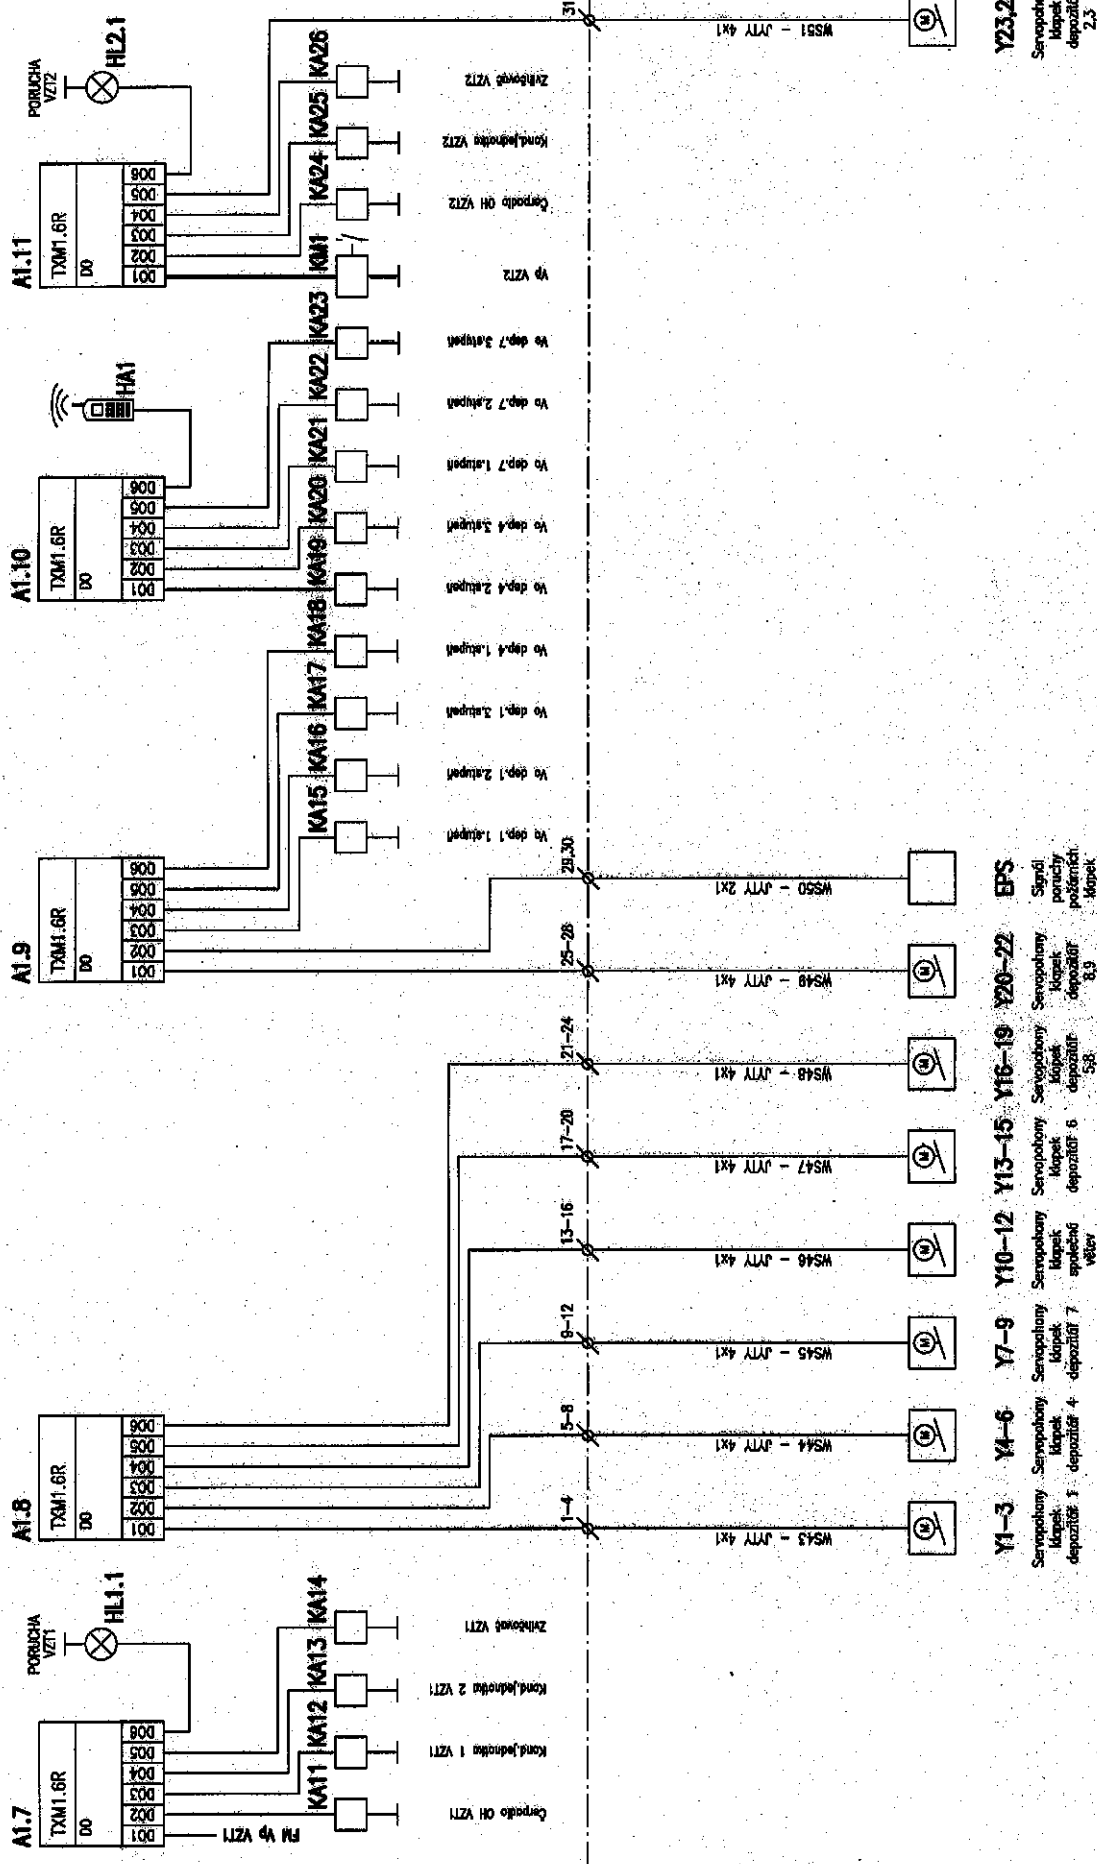 A1.7
TXM1.6R
DO
DO1
DO2
DO3
DO4
DO5
DO6
PORUCHA
VZT1
HL1.1
FM Vp VZT1
KA11
KA12
KA13
KA14
Čerpadlo OH VZT1
Kond.jednotka 1 VZT1
Kond.jednotka 2 VZT1
Zvlhčovač VZT1
A1.8
TXM1.6R
DO
DO1
DO2
DO3
DO4
DO5
DO6
1-4
5-8
9-12
13-16
17-20
21-24
WS43 - JYTY 4x1
WS44 - JYTY 4x1
WS45 - JYTY 4x1
WS46 - JYTY 4x1
WS47 - JYTY 4x1
WS48 - JYTY 4x1
M
M
M
M
M
M
Y1-3
Servopohony
klapek
depozitář 1
Y4-6
Servopohony
klapek
depozitář 4
Y7-9
Servopohony
klapek
depozitář 7
Y10-12
Servopohony
klapek
společná
větev
Y13-15
Servopohony
klapek
depozitář 6
Y16-19
Servopohony
klapek
depozitář
5,8
A1.9
TXM1.6R
DO
DO1
DO2
DO3
DO4
DO5
DO6
25-28
29,30
WS49 - JYTY 4x1
WS50 - JYTY 2x1
M
Y20-22
Servopohony
klapek
depozitář
8,9
EPS
Signál
poruchy
požárních
klapek
KA15
KA16
KA17
KA18
Vo dep.1 1.stupeň
Vo dep.1 2.stupeň
Vo dep.1 3.stupeň
Vo dep.4 1.stupeň
A1.10
TXM1.6R
DO
DO1
DO2
DO3
DO4
DO5
DO6
HA1
KA19
KA20
KA21
KA22
KA23
Vo dep.4 2.stupeň
Vo dep.4 3.stupeň
Vo dep.7 1.stupeň
Vo dep.7 2.stupeň
Vo dep.7 3.stupeň
A1.11
TXM1.6R
DO
DO1
DO2
DO3
DO4
DO5
DO6
PORUCHA
VZT2
HL2.1
KM1
KA24
KA25
KA26
Vp VZT2
Čerpadlo OH VZT2
Kond.jednotka VZT2
Zvlhčovač VZT2
31
WS51 - JYTY 4x1
M
Y23,2
Servopoho
klapek
depozitá
2,3